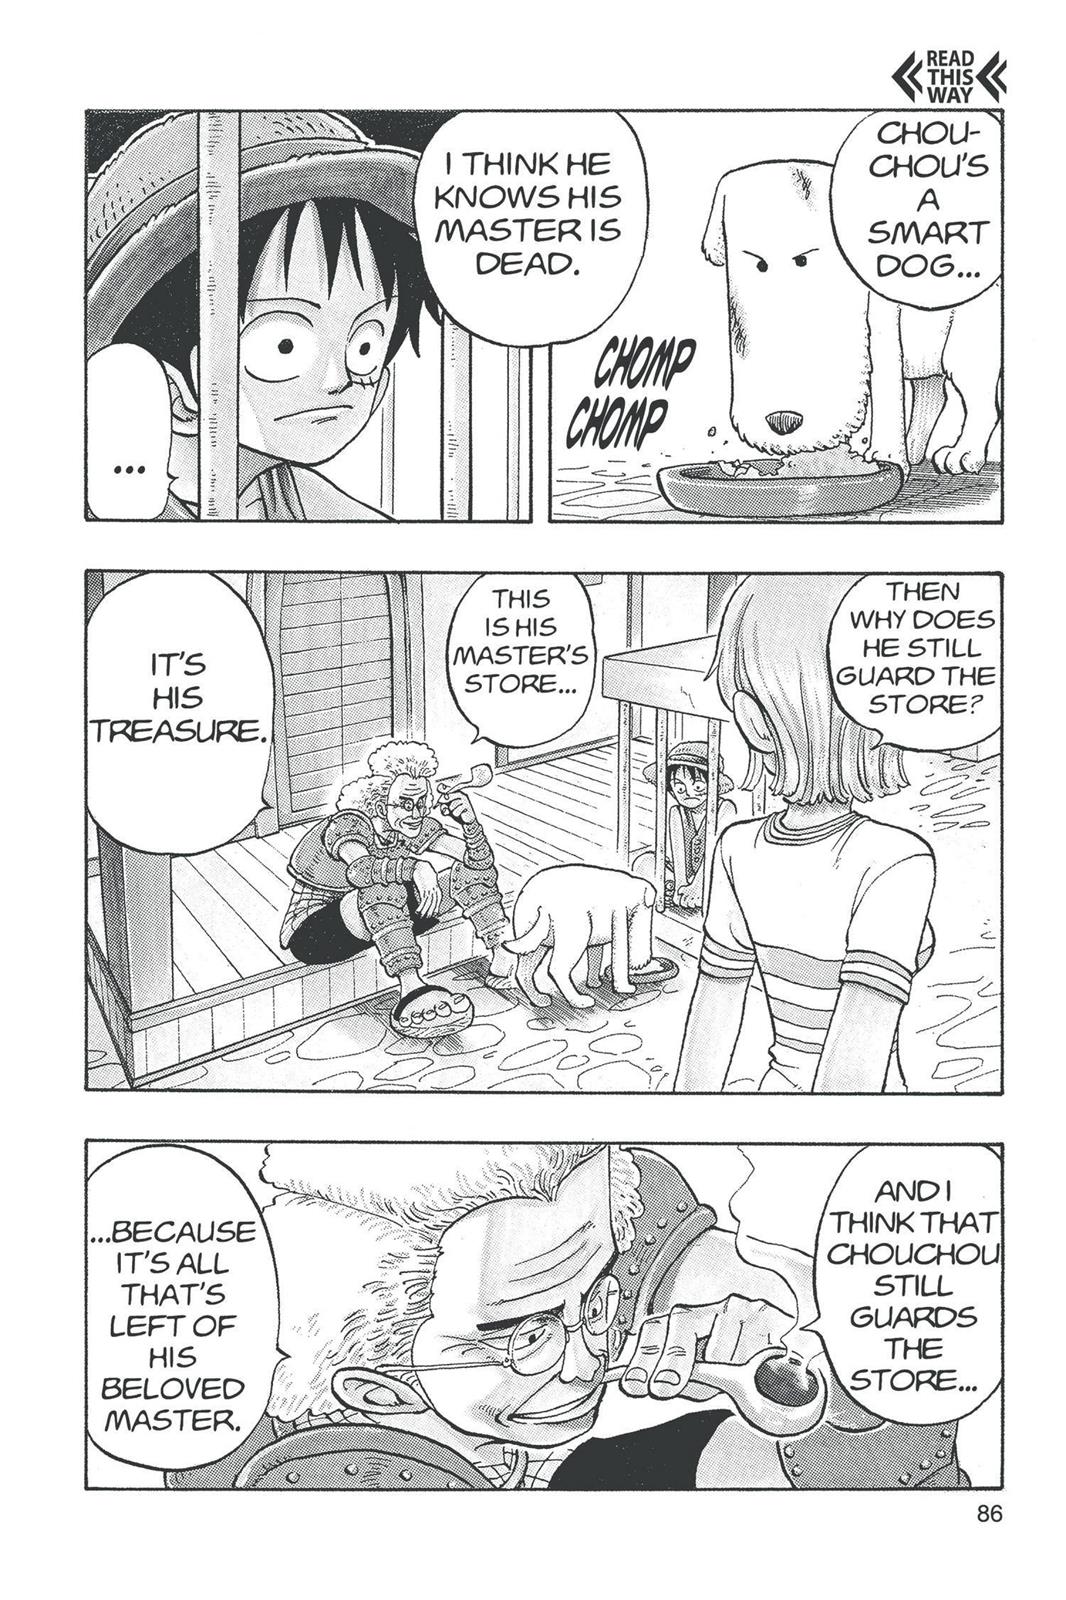 READ
THIS
WAY
CHOU-
CHOU'S
A
SMART
DOG...
CHOMP
CHOMP
I THINK HE
KNOWS HIS
MASTER IS
DEAD.
...
THEN
WHY DOES
HE STILL
GUARD THE
STORE?
THIS
IS HIS
MASTER'S
STORE...
IT'S
HIS
TREASURE.
AND I
THINK THAT
CHOUCHOU
STILL
GUARDS
THE
STORE...
...BECAUSE
IT'S ALL
THAT'S
LEFT OF
HIS
BELOVED
MASTER.
86